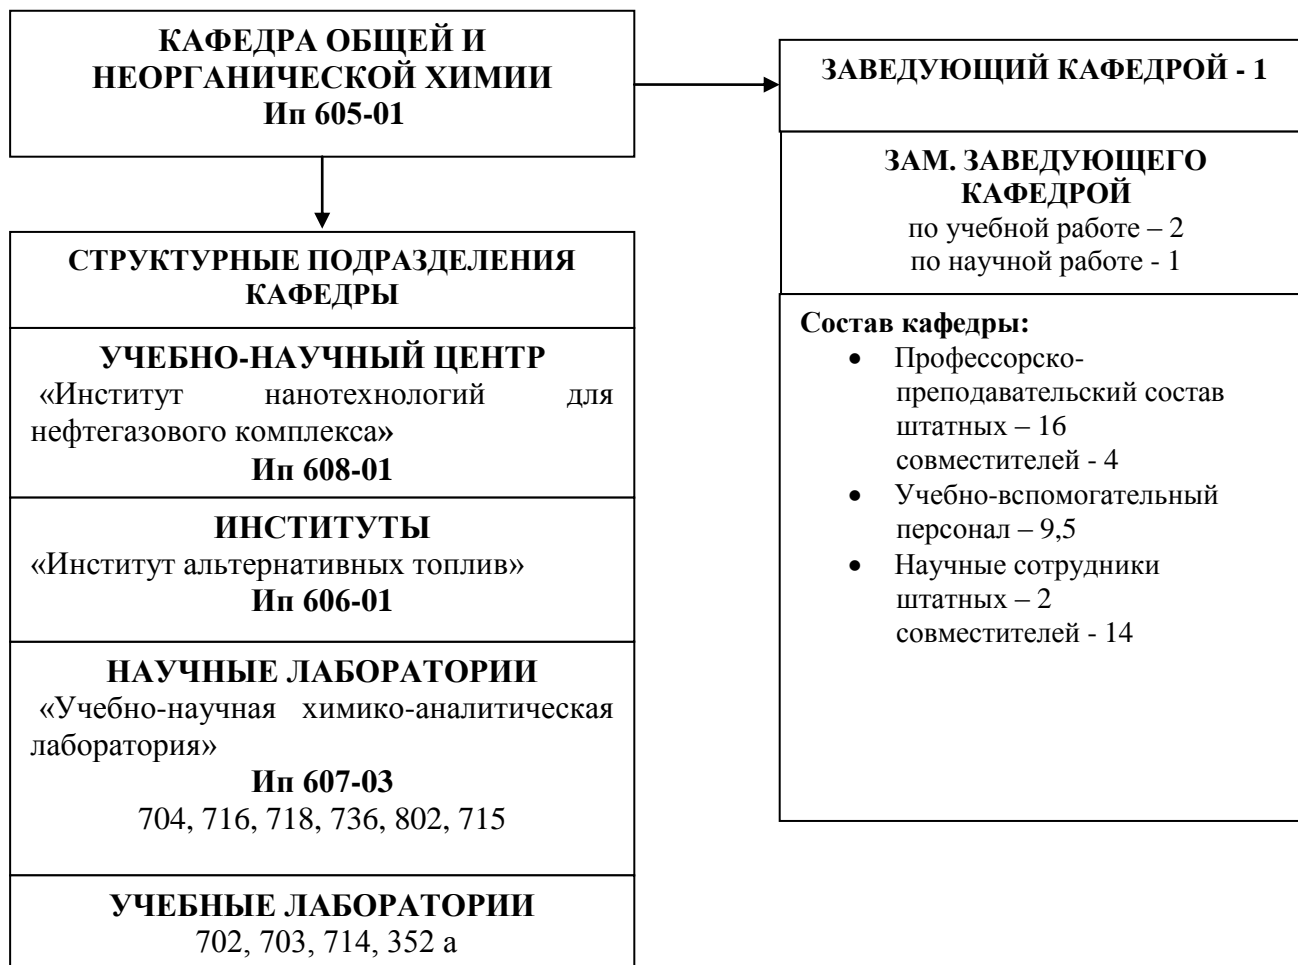 КАФЕДРА ОБЩЕЙ И
НЕОРГАНИЧЕСКОЙ ХИМИИ
Ип 605-01
СТРУКТУРНЫЕ ПОДРАЗДЕЛЕНИЯ
КАФЕДРЫ
УЧЕБНО-НАУЧНЫЙ ЦЕНТР
«Институт нанотехнологий для
нефтегазового комплекса»
Ип 608-01
ИНСТИТУТЫ
«Институт альтернативных топлив»
Ип 606-01
НАУЧНЫЕ ЛАБОРАТОРИИ
«Учебно-научная химико-аналитическая
лаборатория»
Ип 607-03
704, 716, 718, 736, 802, 715
УЧЕБНЫЕ ЛАБОРАТОРИИ
702, 703, 714, 352 а
ЗАВЕДУЮЩИЙ КАФЕДРОЙ - 1
ЗАМ. ЗАВЕДУЮЩЕГО
КАФЕДРОЙ
по учебной работе – 2
по научной работе - 1
Состав кафедры:
• Профессорско-
преподавательский состав
штатных – 16
совместителей - 4
• Учебно-вспомогательный
персонал – 9,5
• Научные сотрудники
штатных – 2
совместителей - 14